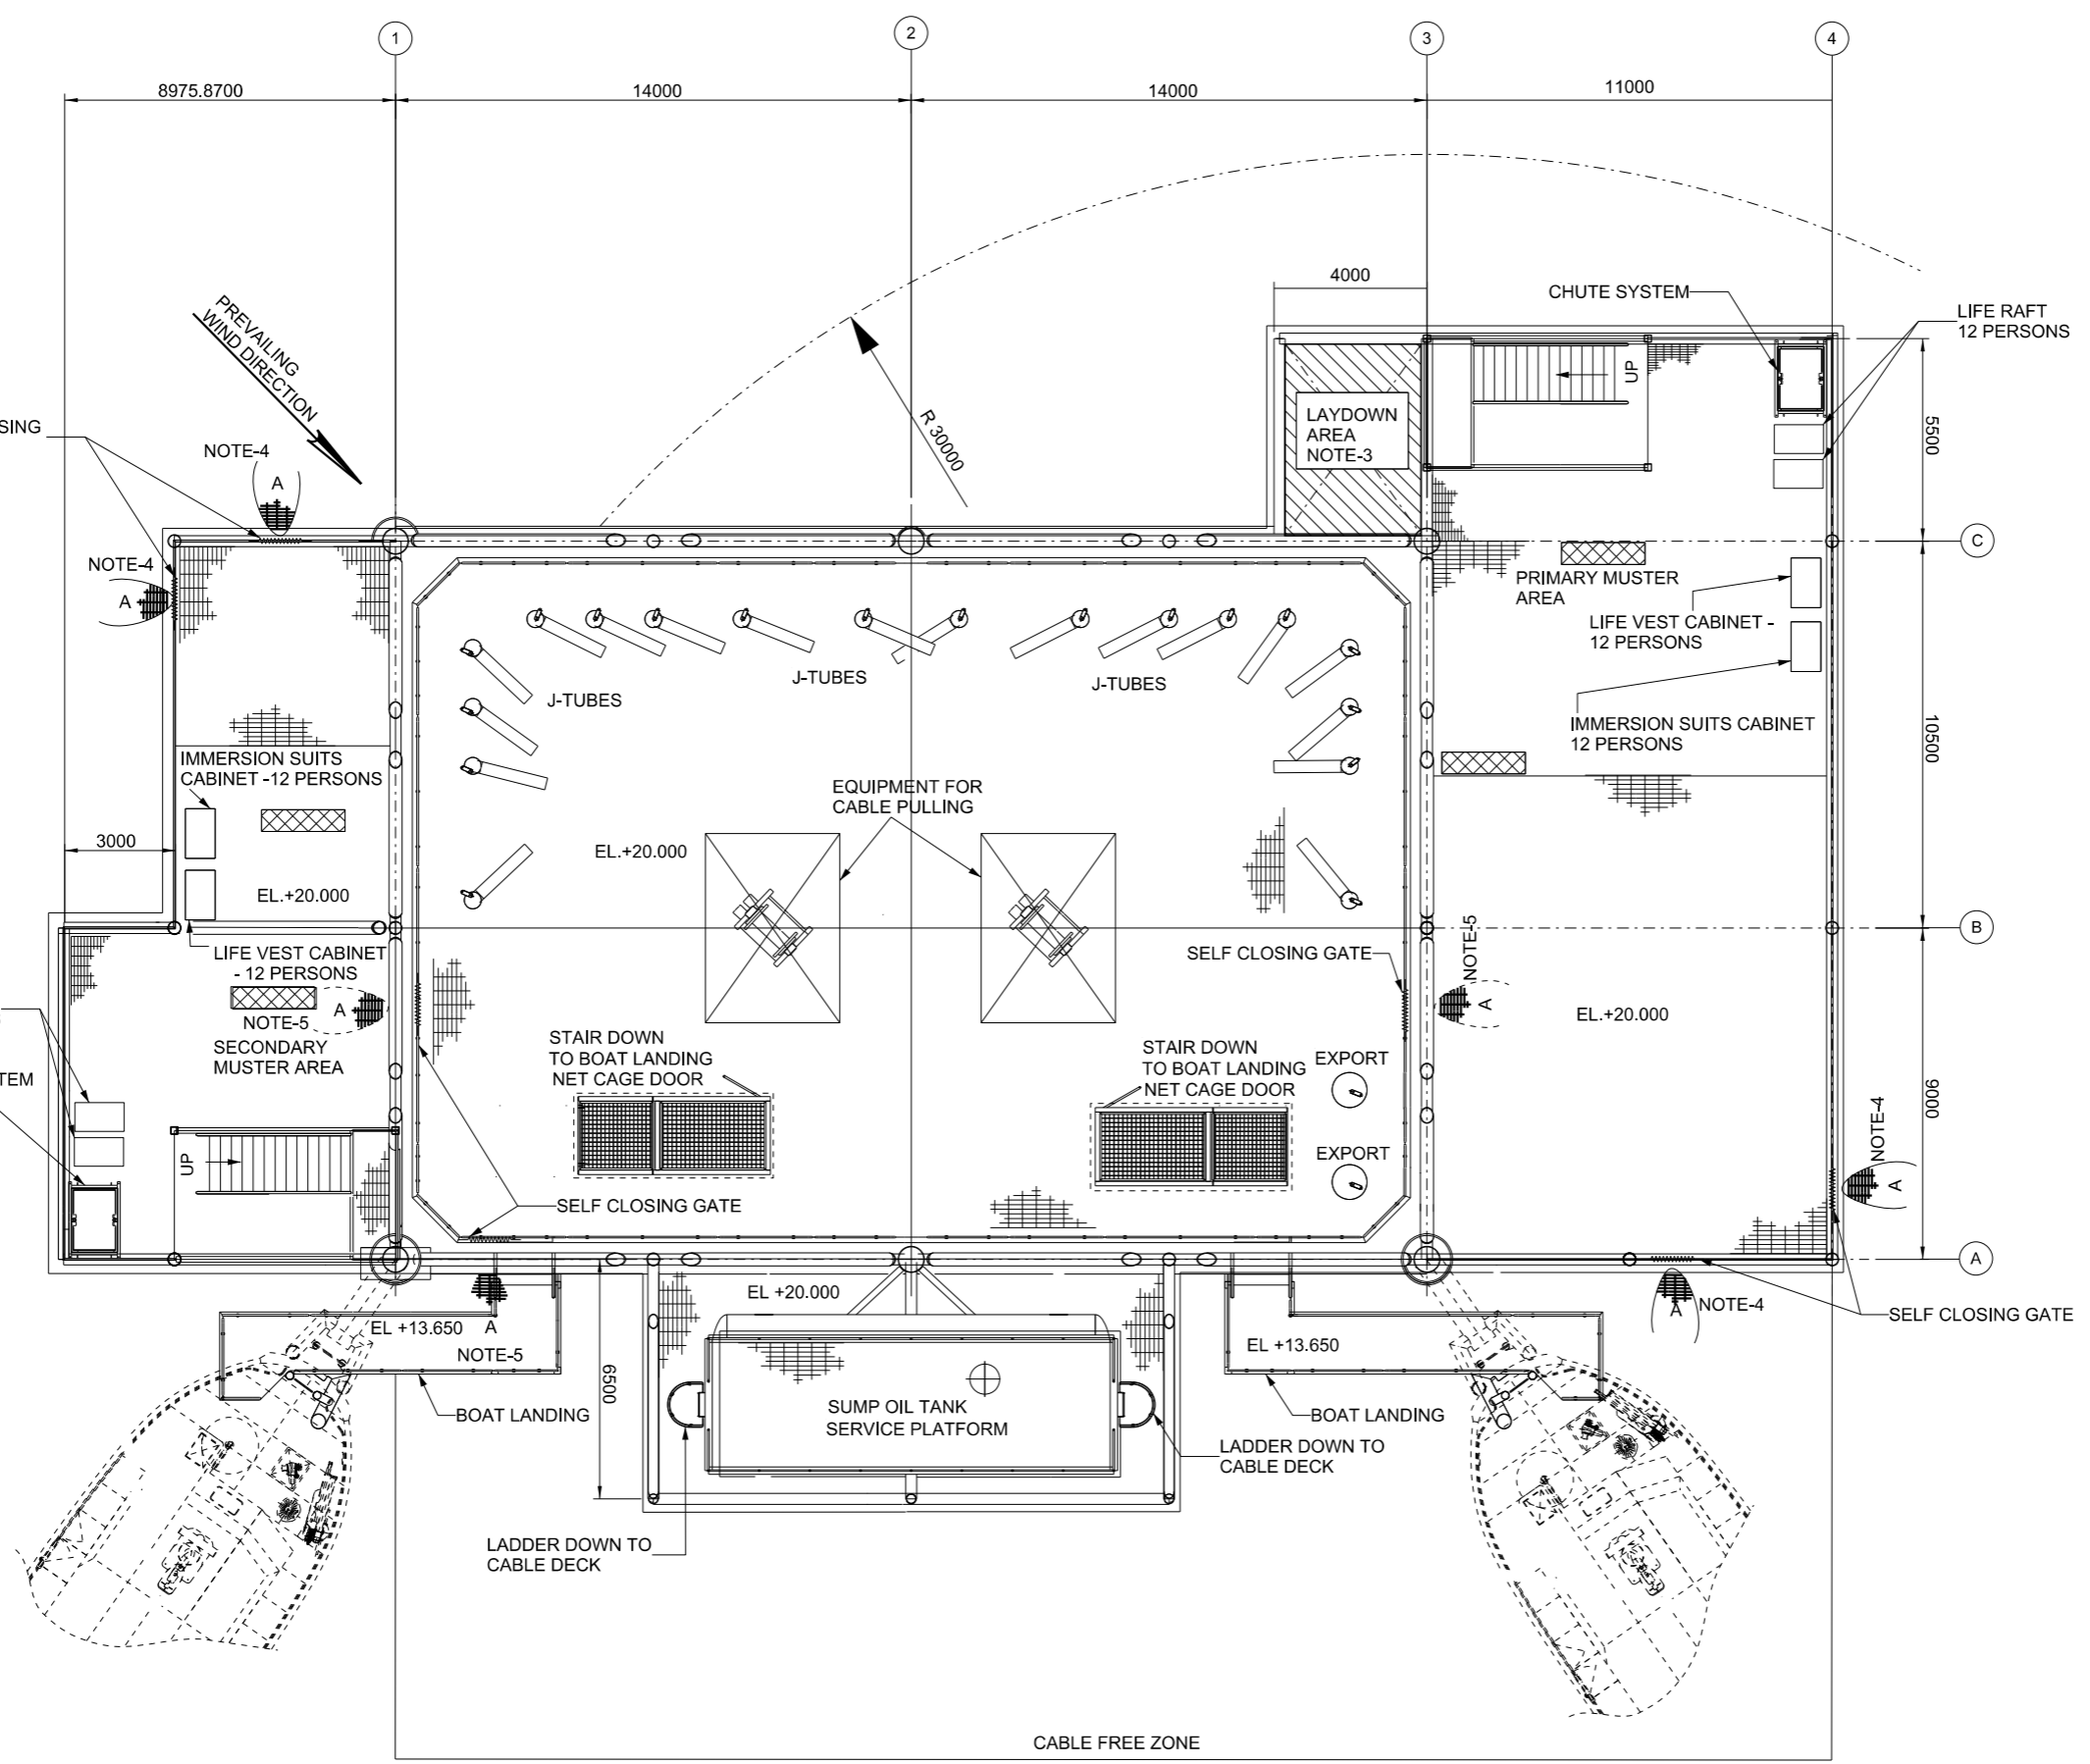 1
2
3
4
8975.8700
14000
14000
11000
4000
CHUTE SYSTEM
LIFE RAFT
12 PERSONS
PREVAILING
WIND DIRECTION
R 30000
UP
5500
LAYDOWN
AREA
NOTE-3
SING
NOTE-4
A
NOTE-4
A
C
PRIMARY MUSTER
AREA
LIFE VEST CABINET -
12 PERSONS
J-TUBES
J-TUBES
J-TUBES
IMMERSION SUITS CABINET
12 PERSONS
10500
IMMERSION SUITS
CABINET -12 PERSONS
EQUIPMENT FOR
CABLE PULLING
3000
EL.+20.000
EL.+20.000
B
LIFE VEST CABINET
- 12 PERSONS
SELF CLOSING GATE
NOTE-5
A
A
NOTE-5
EL.+20.000
SECONDARY
MUSTER AREA
STAIR DOWN
TO BOAT LANDING
NET CAGE DOOR
STAIR DOWN
TO BOAT LANDING
NET CAGE DOOR
EXPORT
TEM
9000
NOTE-4
UP
EXPORT
A
SELF CLOSING GATE
A
EL +20.000
A
NOTE-4
SELF CLOSING GATE
EL +13.650
A
NOTE-5
EL +13.650
6500
BOAT LANDING
SUMP OIL TANK
SERVICE PLATFORM
BOAT LANDING
LADDER DOWN TO
CABLE DECK
LADDER DOWN TO
CABLE DECK
CABLE FREE ZONE